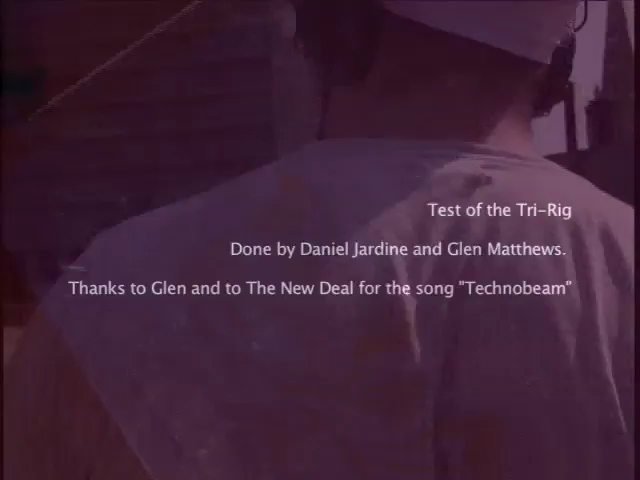 Test of the Tri-Rig
Done by Daniel Jardine and Glen Matthews.
Thanks to Glen and to The New Deal for the song "Technobeam"